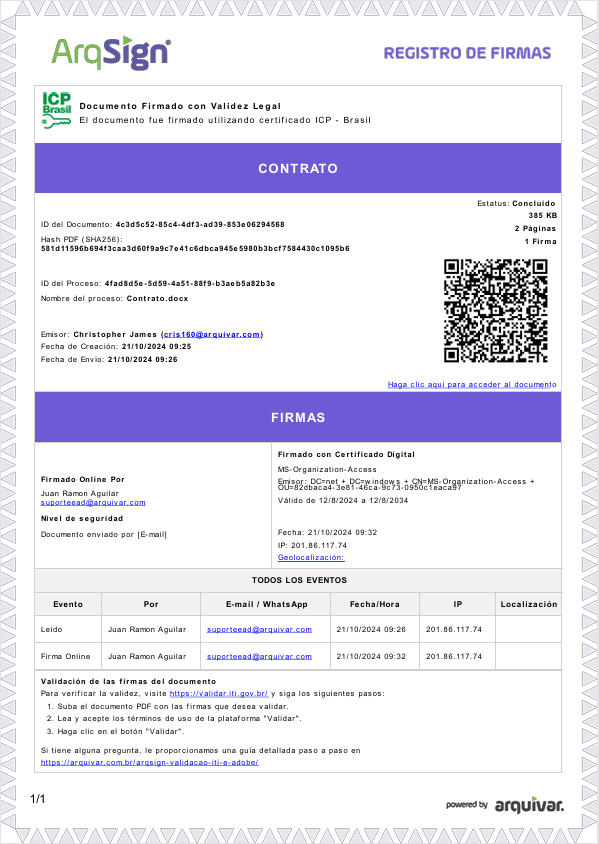 ArqSign
REGISTRO DE FIRMAS
ICP
Brasil
Documento Firmado con Validez Legal
El documento fue firmado utilizando certificado ICP - Brasil
CONTRATO
Estatus: Concluido
385 KB
2 Páginas
1 Firma
ID del Documento: 4c3d5c52-85c4-4df3-ad39-853e06294568
Hash PDF (SHA256):
581d11596b694f3caa3d60f9a9c7e41c6dbca945e5980b3bcf7584430c1095b6
ID del Proceso: 4fad8d5e-5d59-4a51-88f9-b3aeb5a82b3e
Nombre del proceso: Contrato.docx
Emisor: Christopher James (cris160@arquivar.com)
Fecha de Creación: 21/10/2024 09:25
Fecha de Envío: 21/10/2024 09:26
Haga clic aquí para acceder al documento
FIRMAS
Firmado Online Por
Juan Ramon Aguilar
suporteead@arquivar.com
Nivel de seguridad
Documento enviado por [E-mail]
Firmado con Certificado Digital
MS-Organization-Access
Emisor: DC=net + DC=windows + CN=MS-Organization-Access +
OU=82dbaca4-3e81-46ca-9c73-0950c1eaca97
Válido de 12/8/2024 a 12/8/2034
Fecha: 21/10/2024 09:32
IP: 201.86.117.74
Geolocalización:
TODOS LOS EVENTOS
Evento Por E-mail / WhatsApp Fecha/Hora IP Localización
Leido Juan Ramon Aguilar suporteead@arquivar.com 21/10/2024 09:26 201.86.117.74
Firma Online Juan Ramon Aguilar suporteead@arquivar.com 21/10/2024 09:32 201.86.117.74
Validación de las firmas del documento
Para verificar la validez, visite https://validar.iti.gov.br/ y siga los siguientes pasos:
1. Suba el documento PDF con las firmas que desea validar.
2. Lea y acepte los términos de uso de la plataforma "Validar".
3. Haga clic en el botón "Validar".
Si tiene alguna pregunta, le proporcionamos una guía detallada paso a paso en
https://arquivar.com.br/arqsign-validacao-iti-e-adobe/
1/1
powered by arquivar.